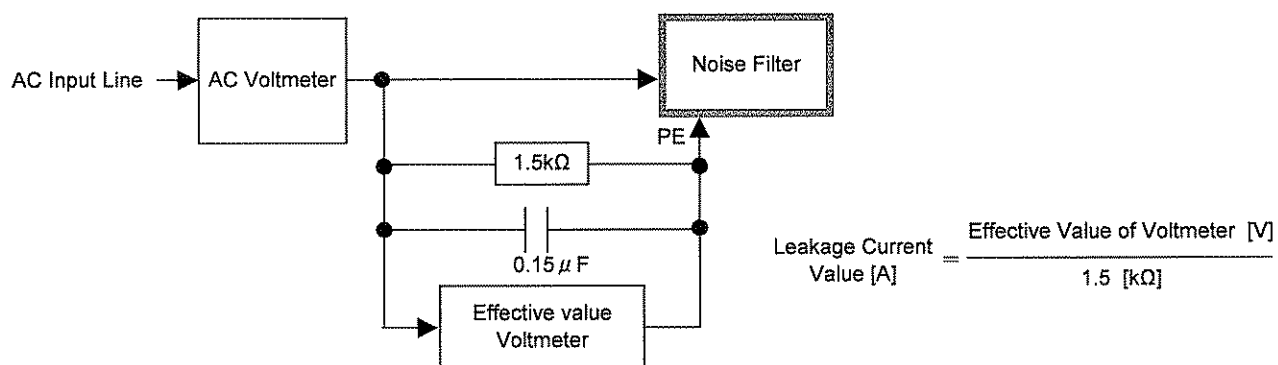 AC Input Line
AC Voltmeter
Noise Filter
PE
1.5kΩ
0.15μF
Effective value
Voltmeter
Leakage Current
Value [A]
=
Effective Value of Voltmeter [V]
1.5 [kΩ]